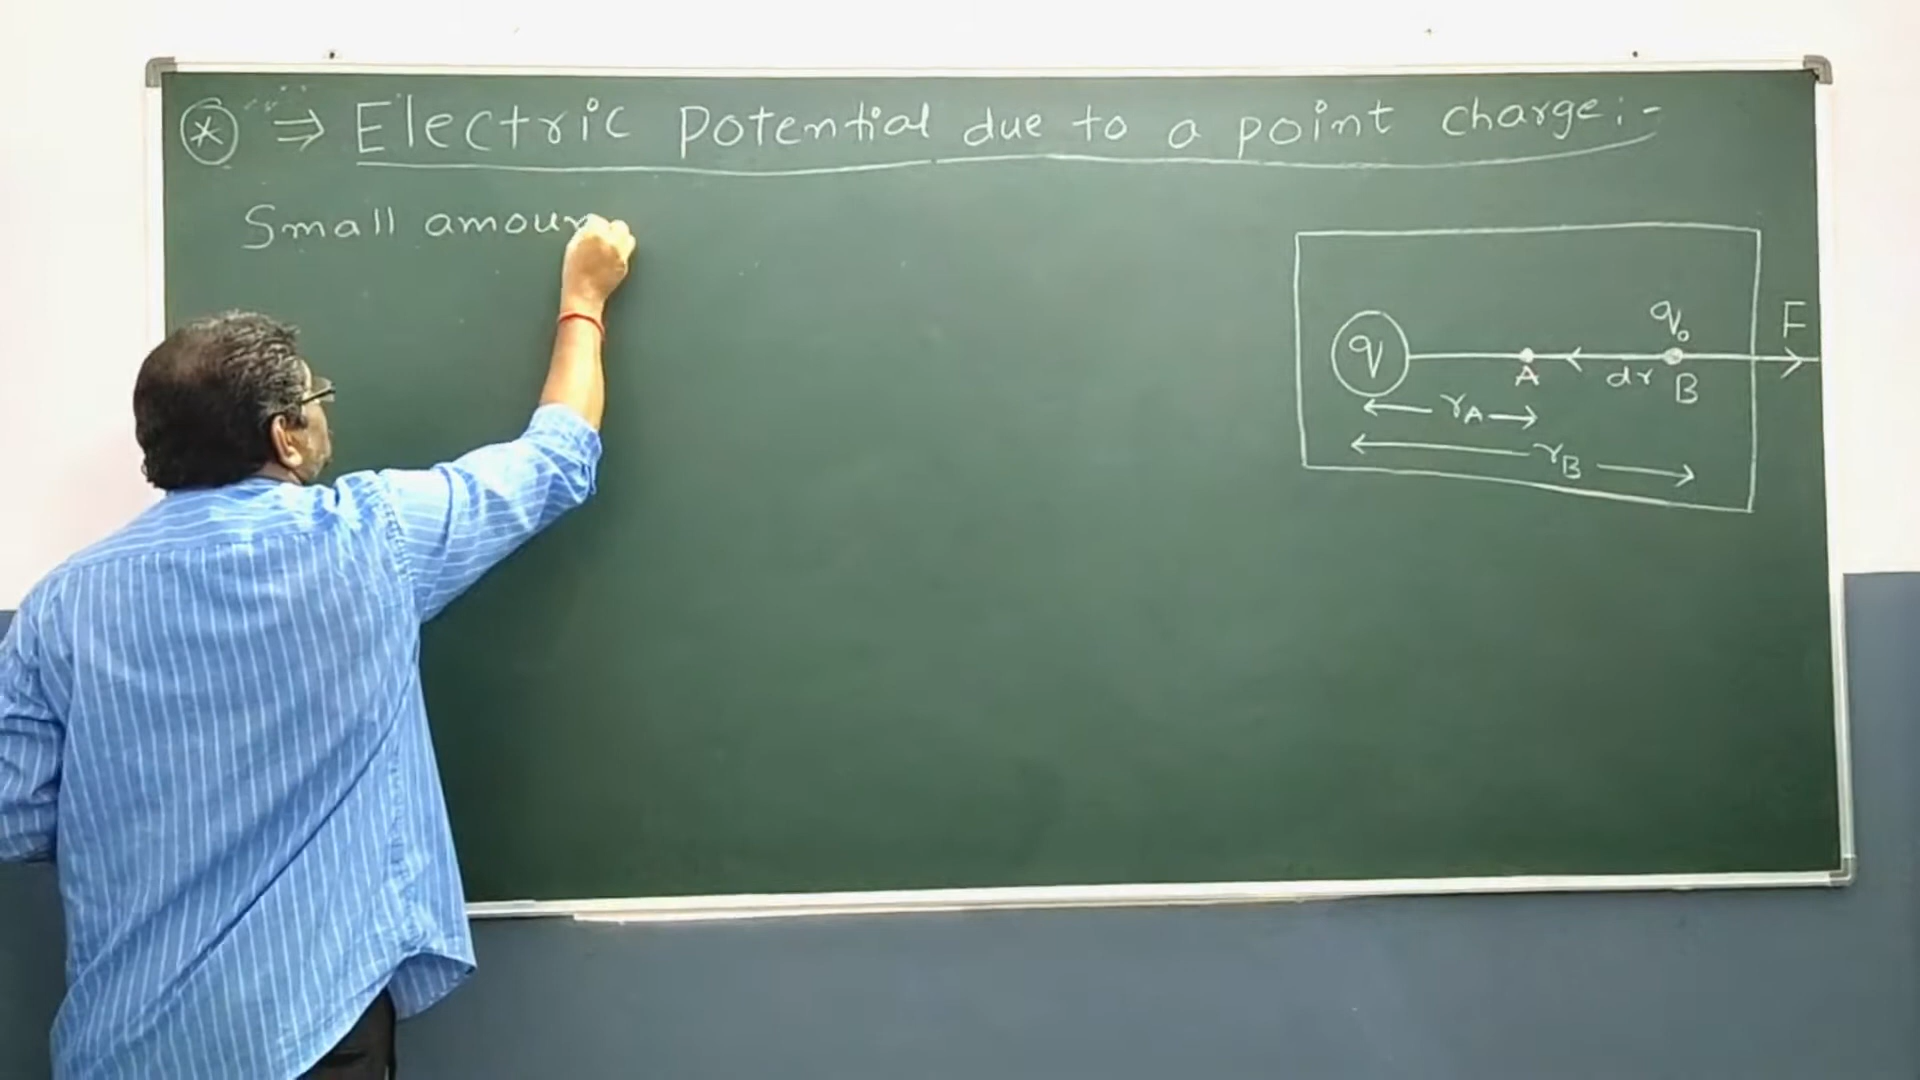 ⊛ ⇒ Electric Potential due to a point charge:-
Small amoun
q₀
F
q
A
dr
B
rA
rB